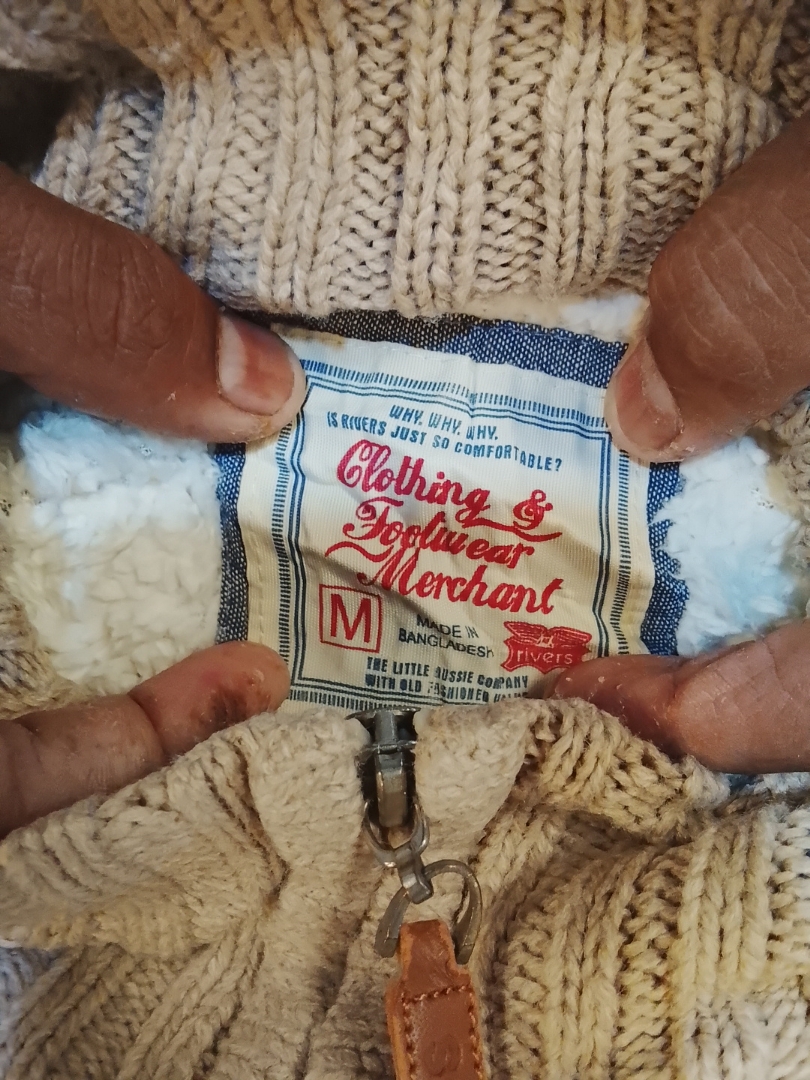 WHY. WHY. WHY.
IS RIVERS JUST SO COMFORTABLE?
Clothing &
Footwear
Merchant
M
MADE IN
BANGLADESH
rivers
THE LITTLE AUSSIE COMPANY
WITH OLD FASHIONED